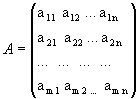 a₁₁ a₁₂ ... a₁ₙ
A = a₂₁ a₂₂ ... a₂ₙ
... ... ... ...
aₘ₁ aₘ₂ ... aₘₙ